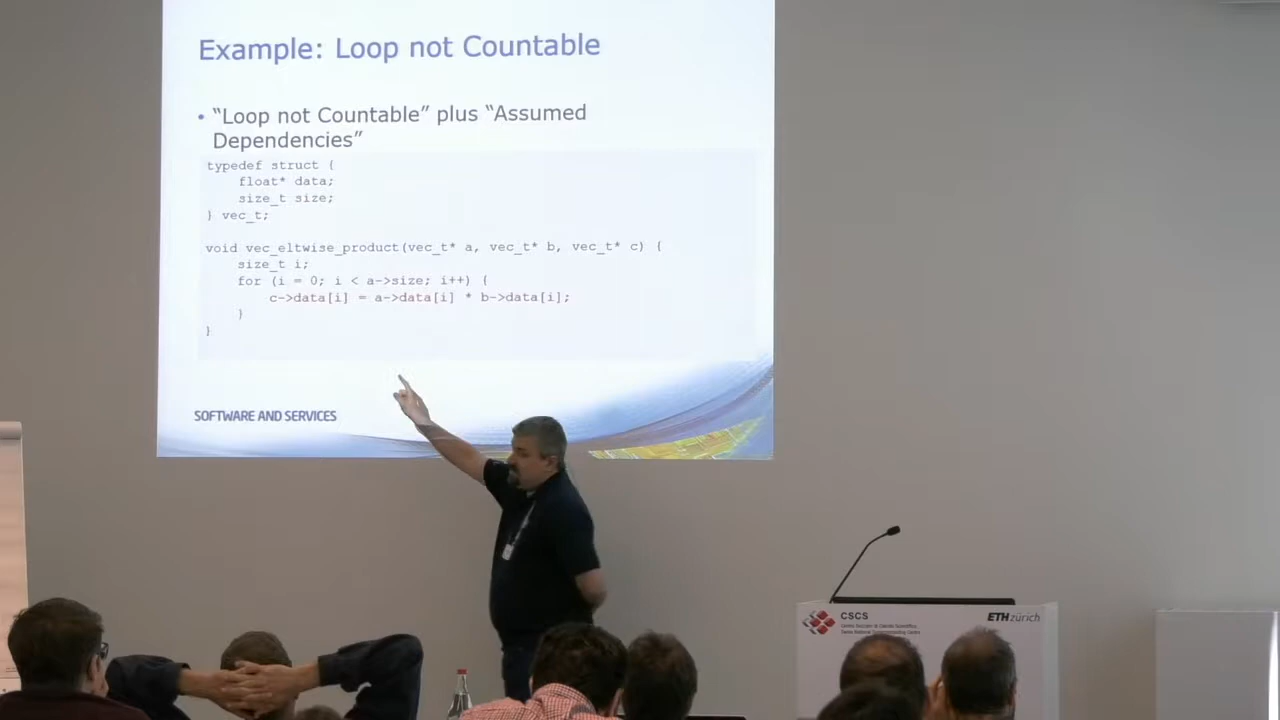 Example: Loop not Countable
• “Loop not Countable” plus “Assumed
Dependencies”
typedef struct {
    float* data;
    size_t size;
} vec_t;
void vec_eltwise_product(vec_t* a, vec_t* b, vec_t* c) {
    size_t i;
    for (i = 0; i < a->size; i++) {
        c->data[i] = a->data[i] * b->data[i];
    }
}
SOFTWARE AND SERVICES
CSCS
ETH zürich